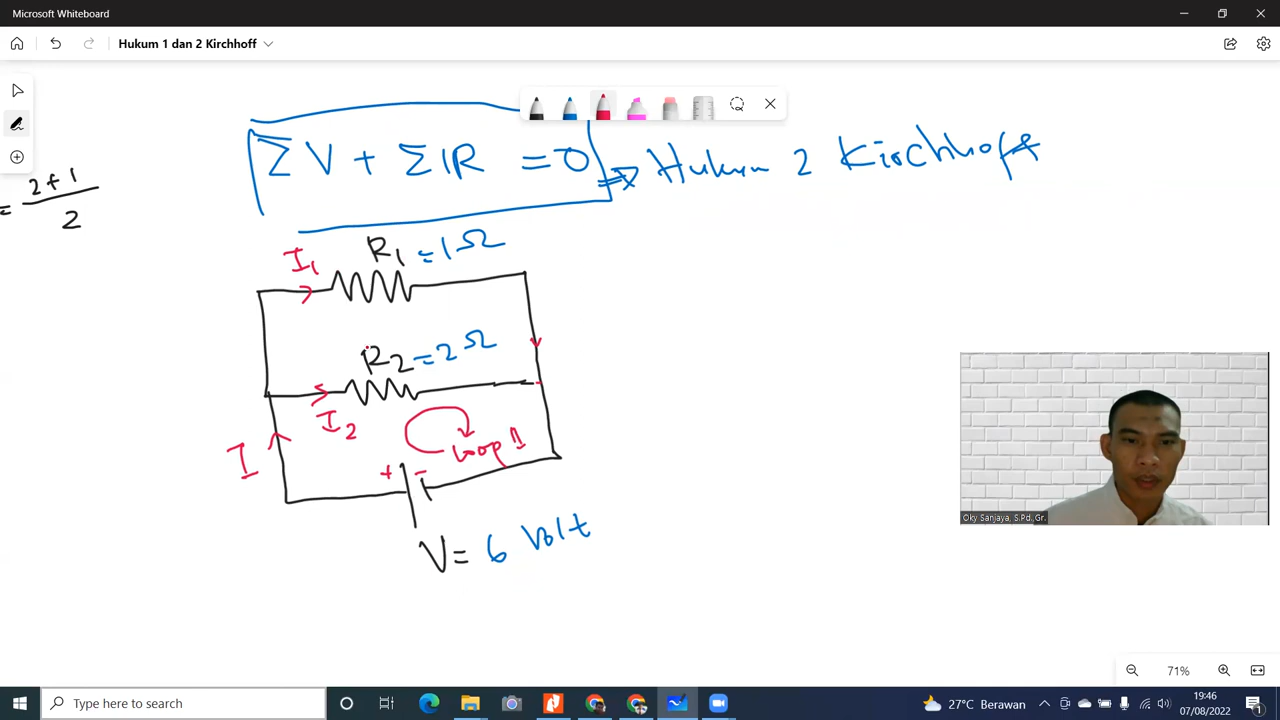 Microsoft Whiteboard
Hukum 1 dan 2 Kirchhoff
ΣV + ΣIR = 0 => Hukum 2 Kirchhoff
= 2+1
2
I1
R1 = 1Ω
R2 = 2Ω
I2
I
loop 1
+ -
V = 6 Volt
Oky Sanjaya, S.Pd.,Gr.
71%
Type here to search
27°C Berawan
19:46
07/08/2022
1